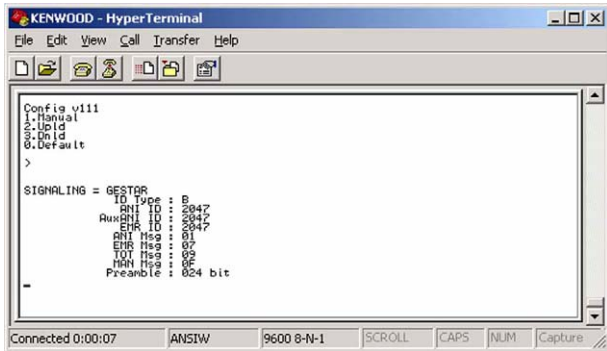 KENWOOD - HyperTerminal
File Edit View Call Transfer Help
Config v111
1.Manual
2.Upld
3.Dnld
0.Default
>
SIGNALING = GESTAR
ID Type : B
ANI ID : 2047
AuxANI ID : 2047
EMR ID : 2047
ANI Msg : 01
EMR Msg : 07
TOT Msg : 09
MAN Msg : 0F
Preamble : 024 bit
Connected 0:00:07 ANSIW 9600 8-N-1 SCROLL CAPS NUM Capture